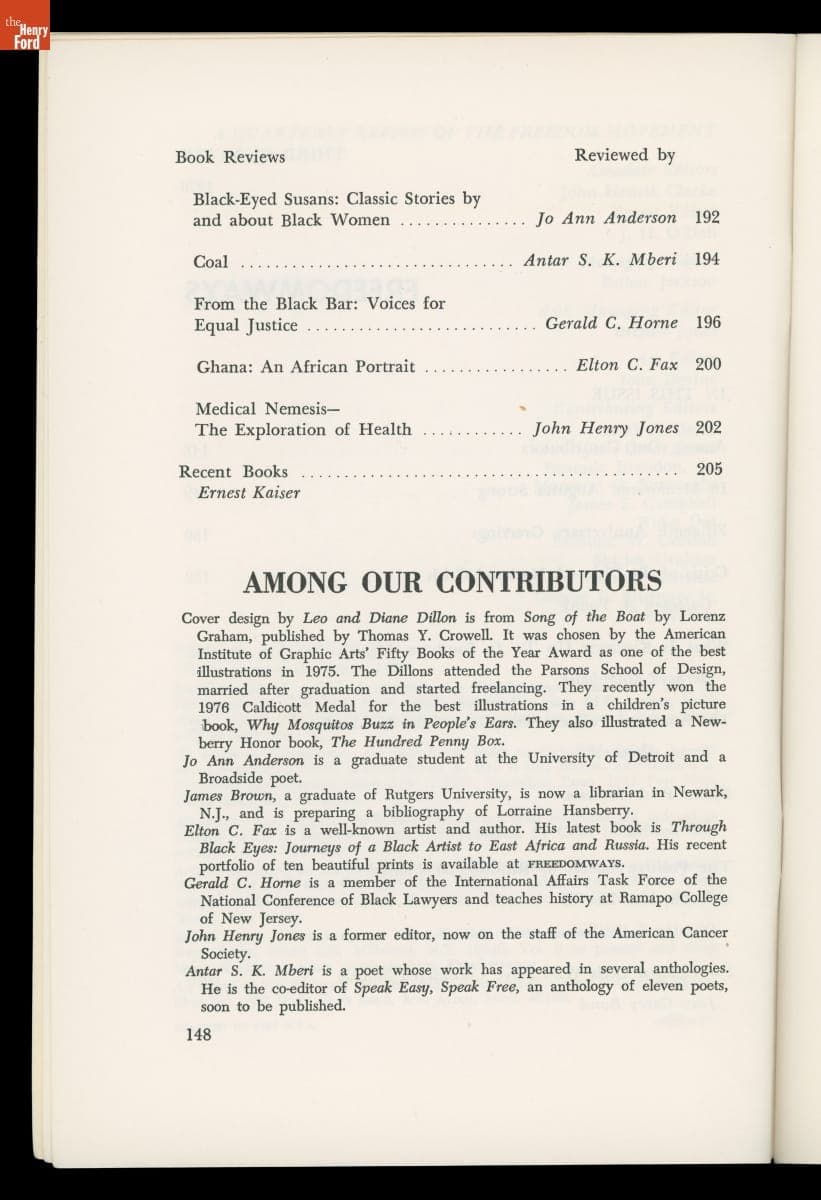 the
Henry
Ford
Book Reviews Reviewed by
Black-Eyed Susans: Classic Stories by
and about Black Women ............... Jo Ann Anderson 192
Coal ................................ Antar S. K. Mberi 194
From the Black Bar: Voices for
Equal Justice ........................... Gerald C. Horne 196
Ghana: An African Portrait ................. Elton C. Fax 200
Medical Nemesis—
The Exploration of Health ............ John Henry Jones 202
Recent Books ............................................ 205
Ernest Kaiser
AMONG OUR CONTRIBUTORS
Cover design by Leo and Diane Dillon is from Song of the Boat by Lorenz
Graham, published by Thomas Y. Crowell. It was chosen by the American
Institute of Graphic Arts' Fifty Books of the Year Award as one of the best
illustrations in 1975. The Dillons attended the Parsons School of Design,
married after graduation and started freelancing. They recently won the
1976 Caldicott Medal for the best illustrations in a children's picture
book, Why Mosquitos Buzz in People's Ears. They also illustrated a New-
berry Honor book, The Hundred Penny Box.
Jo Ann Anderson is a graduate student at the University of Detroit and a
Broadside poet.
James Brown, a graduate of Rutgers University, is now a librarian in Newark,
N.J., and is preparing a bibliography of Lorraine Hansberry.
Elton C. Fax is a well-known artist and author. His latest book is Through
Black Eyes: Journeys of a Black Artist to East Africa and Russia. His recent
portfolio of ten beautiful prints is available at FREEDOMWAYS.
Gerald C. Horne is a member of the International Affairs Task Force of the
National Conference of Black Lawyers and teaches history at Ramapo College
of New Jersey.
John Henry Jones is a former editor, now on the staff of the American Cancer
Society.
Antar S. K. Mberi is a poet whose work has appeared in several anthologies.
He is the co-editor of Speak Easy, Speak Free, an anthology of eleven poets,
soon to be published.
148